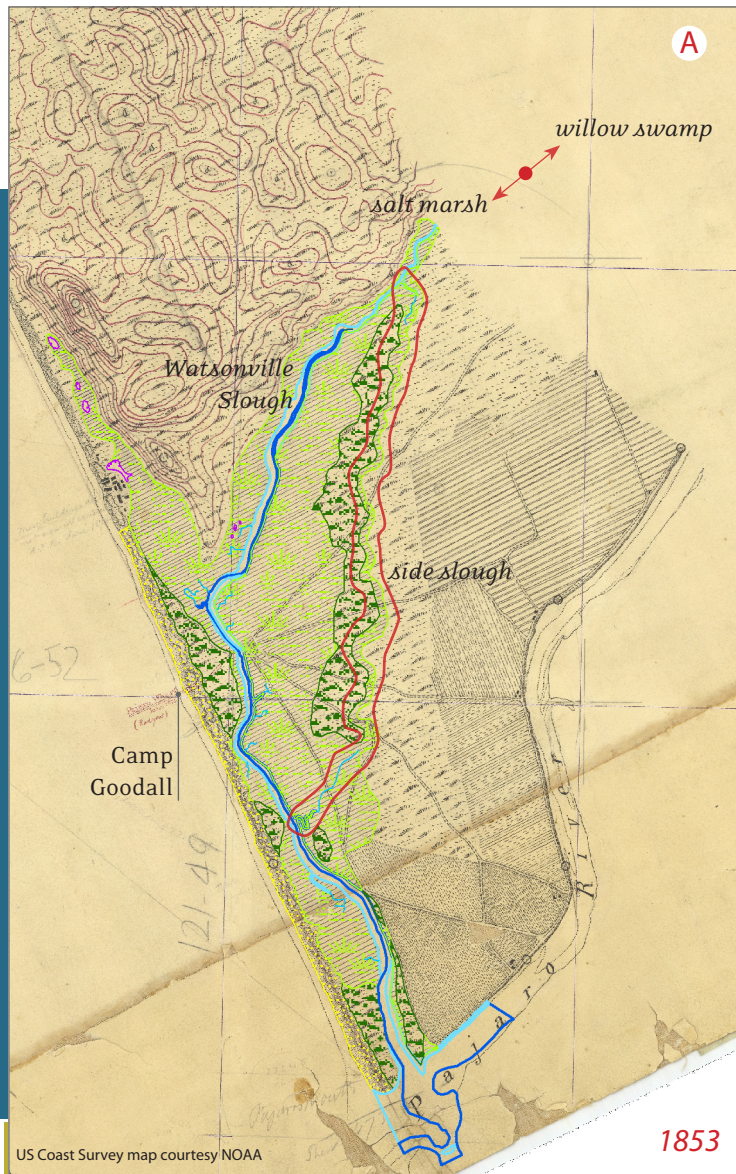 A
willow swamp
salt marsh
Watsonville
Slough
side slough
6-52
Camp
Goodall
121-49
River
Pajaro
US Coast Survey map courtesy NOAA
1853